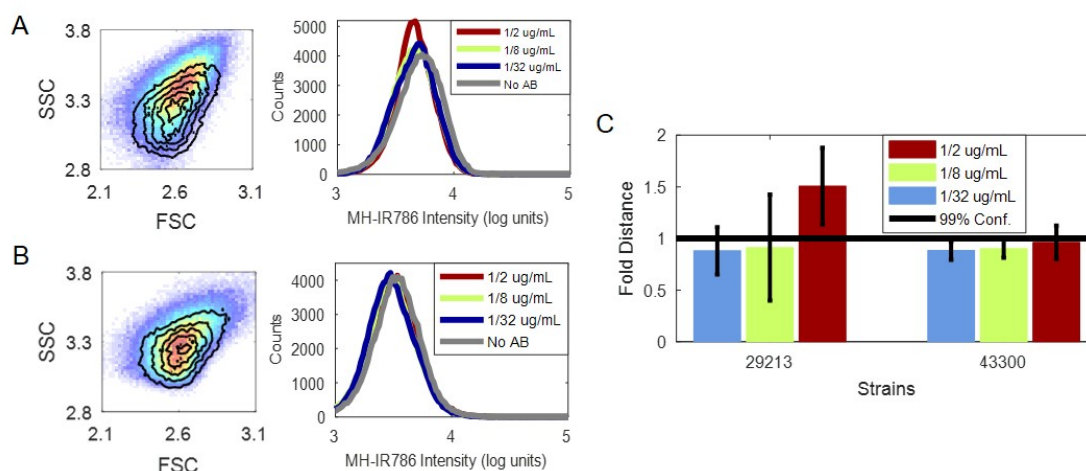 A
SSC
3.8
3.3
2.8
2.1 2.6 3.1
FSC
Counts
5000
4000
3000
2000
1000
0
3 4 5
MH-IR786 Intensity (log units)
1/2 ug/mL
1/8 ug/mL
1/32 ug/mL
No AB
B
SSC
3.8
3.3
2.8
2.1 2.6 3.1
FSC
Counts
5000
4000
3000
2000
1000
0
3 4 5
MH-IR786 Intensity (log units)
1/2 ug/mL
1/8 ug/mL
1/32 ug/mL
No AB
C
Fold Distance
2
1.5
1
0.5
0
1/2 ug/mL
1/8 ug/mL
1/32 ug/mL
99% Conf.
29213 43300
Strains